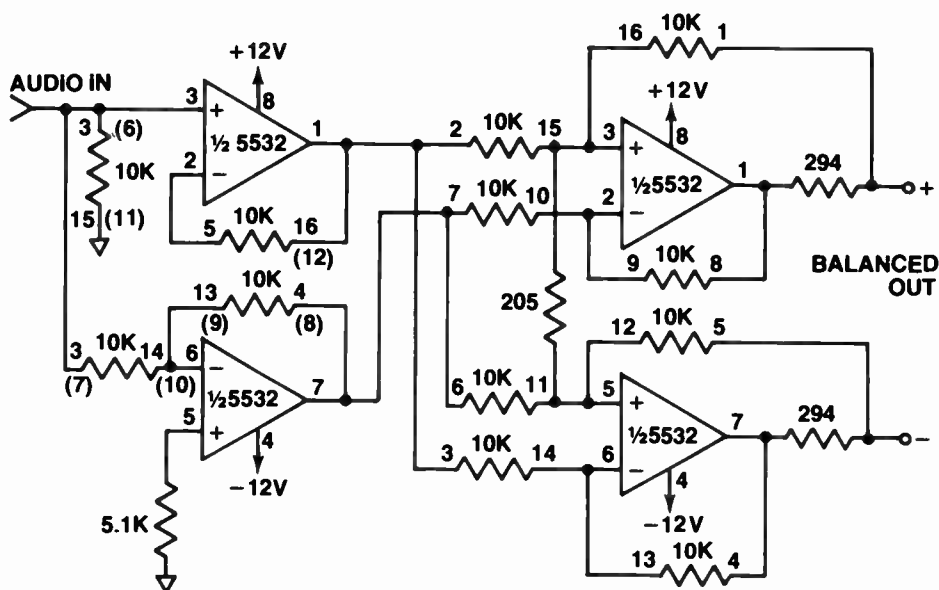 AUDIO IN
3 (6)
10K
15 (11)
+12V
8
3 +
½ 5532
1
2 −
10K
5 16
(12)
10K
13 4
(9) (8)
10K
3 14
(7) (10)
6 −
½5532
7
5 +
4
−12V
5.1K
10K
2 15
10K
7 10
205
10K
6 11
10K
3 14
10K
16 1
+12V
8
3 +
½5532
1
2 −
10K
9 8
294
+
BALANCED
OUT
10K
12 5
5 +
½5532
7
6 −
4
−12V
294
−
10K
13 4